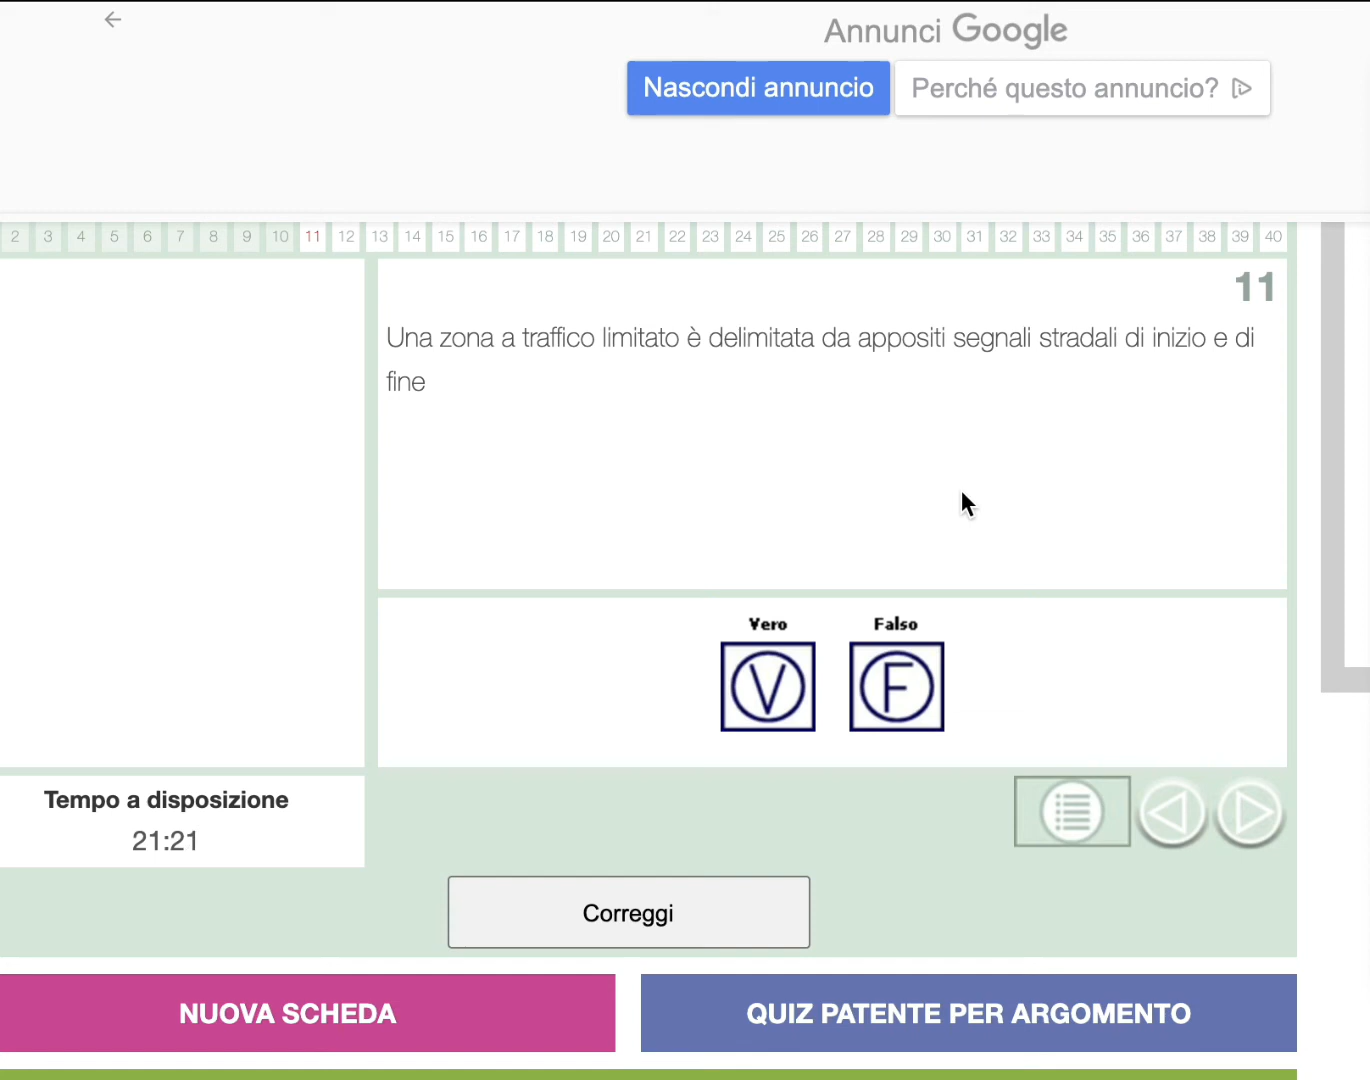 Annunci Google
Nascondi annuncio
Perché questo annuncio?
2 3 4 5 6 7 8 9 10 11 12 13 14 15 16 17 18 19 20 21 22 23 24 25 26 27 28 29 30 31 32 33 34 35 36 37 38 39 40
11
Una zona a traffico limitato è delimitata da appositi segnali stradali di inizio e di
fine
Vero Falso
V F
Tempo a disposizione
21:21
Correggi
NUOVA SCHEDA
QUIZ PATENTE PER ARGOMENTO